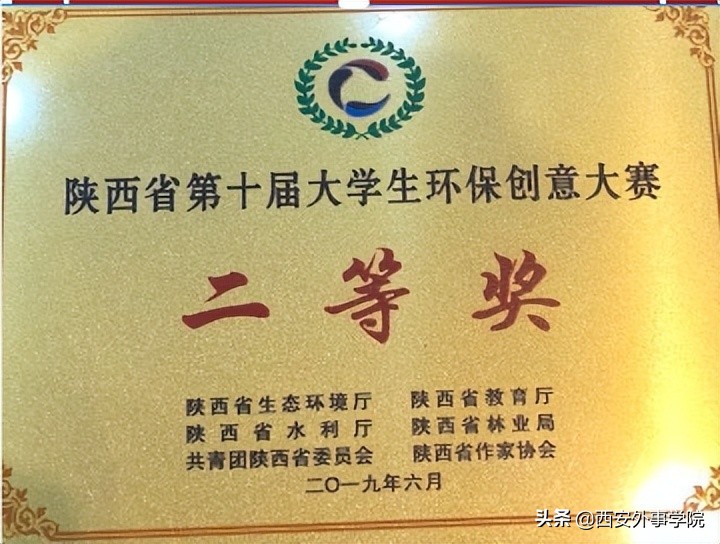 陕西省第十届大学生环保创意大赛
二等奖
陕西省生态环境厅 陕西省教育厅
陕西省水利厅 陕西省林业局
共青团陕西省委员会 陕西省作家协会
二〇一九年六月
头条 @西安外事学院